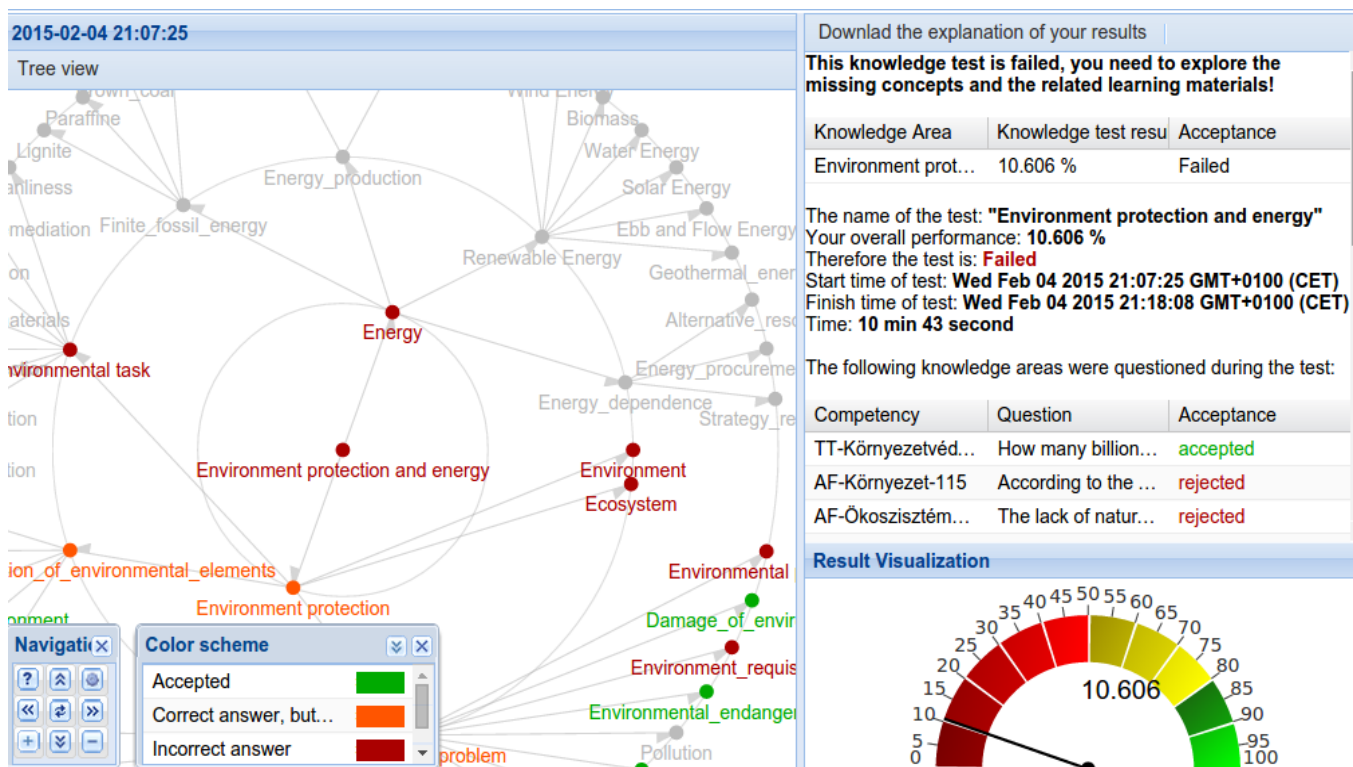 2015-02-04 21:07:25
Tree view
Paraffine
Lignite
Finite_fossil_energy
Energy_production
Biomass
Water Energy
Solar Energy
Ebb and Flow Energy
Renewable Energy
Energy
Energy_dependence
Environment protection and energy
Environment
Ecosystem
Environment protection
Environmental
Pollution
problem
Navigati
Color scheme
Accepted
Correct answer, but...
Incorrect answer
Downlad the explanation of your results
This knowledge test is failed, you need to explore the
missing concepts and the related learning materials!
Knowledge Area Knowledge test resu Acceptance
Environment prot... 10.606 % Failed
The name of the test: "Environment protection and energy"
Your overall performance: 10.606 %
Therefore the test is: Failed
Start time of test: Wed Feb 04 2015 21:07:25 GMT+0100 (CET)
Finish time of test: Wed Feb 04 2015 21:18:08 GMT+0100 (CET)
Time: 10 min 43 second
The following knowledge areas were questioned during the test:
Competency Question Acceptance
TT-Környezetvéd... How many billion... accepted
AF-Környezet-115 According to the ... rejected
AF-Ökoszisztém... The lack of natur... rejected
Result Visualization
0 5 10 15 20 25 30 35 40 45 50 55 60 65 70 75 80 85 90 95 100
10.606